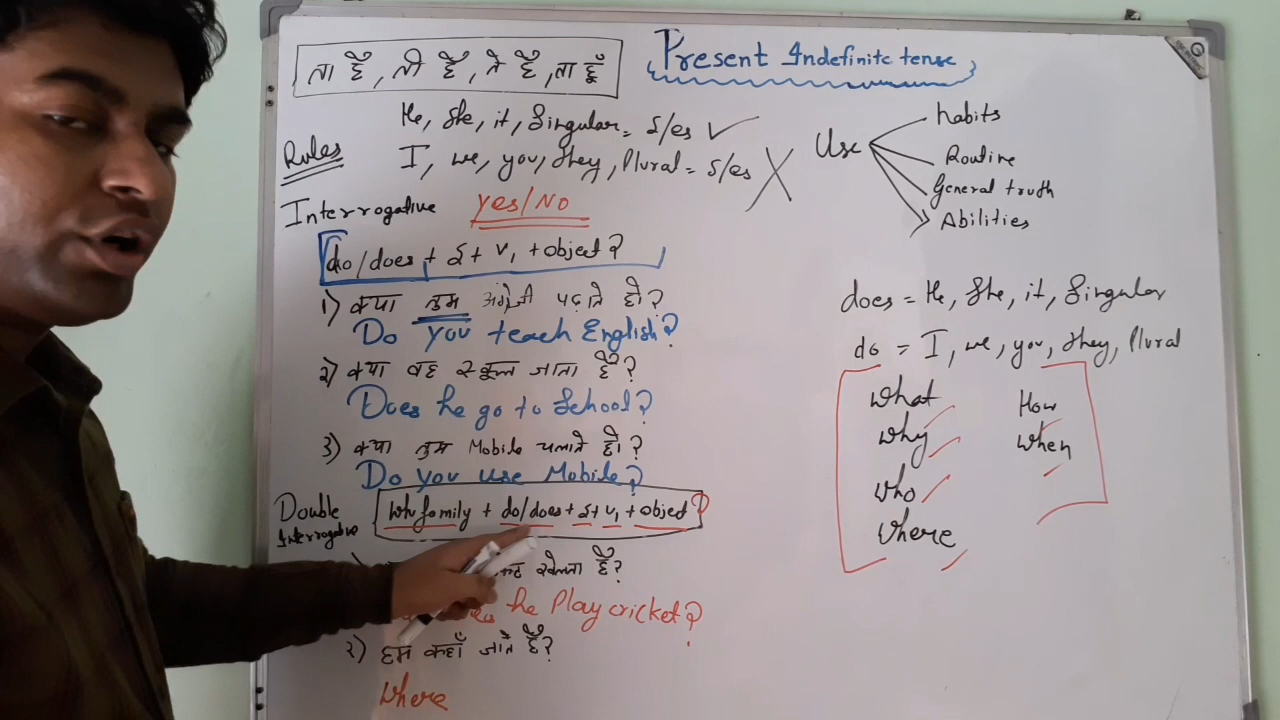 ता है, ती है, ते हैं, ता हूँ
Present Indefinite tense
He, She, it, Singular = s/es ✓
Rules
I, we, you, they, Plural = s/es ✗
Use
habits
Routine
General truth
Abilities
Interrogative Yes/No
do/does + S + V1 + object?
1) क्या तुम अंग्रेजी पढ़ाते हो?
Do you teach English?
2) क्या वह स्कूल जाता है?
Does he go to School?
3) क्या तुम Mobile चलाते हो?
Do you use Mobile?
Double Interrogative
Wh family + do/does + S + V1 + object?
खेलता है?
he Play cricket?
2) हम कहाँ जाते हैं?
Where
does = He, She, it, Singular
do = I, we, you, they, Plural
What
Why
Who
Where
How
When